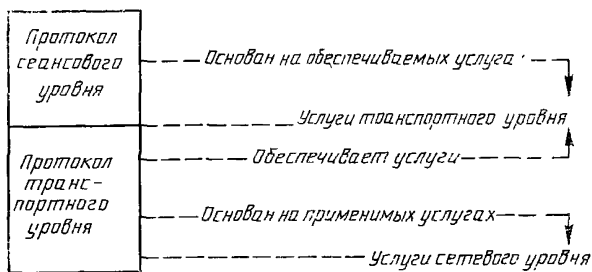 Протокол
сеансового
уровня
Основан на обеспечиваемых услуга
Услуги транспортного уровня
Протокол
транс-
портного
уровня
Обеспечивает услуги
Основан на применимых услугах
Услуги сетевого уровня